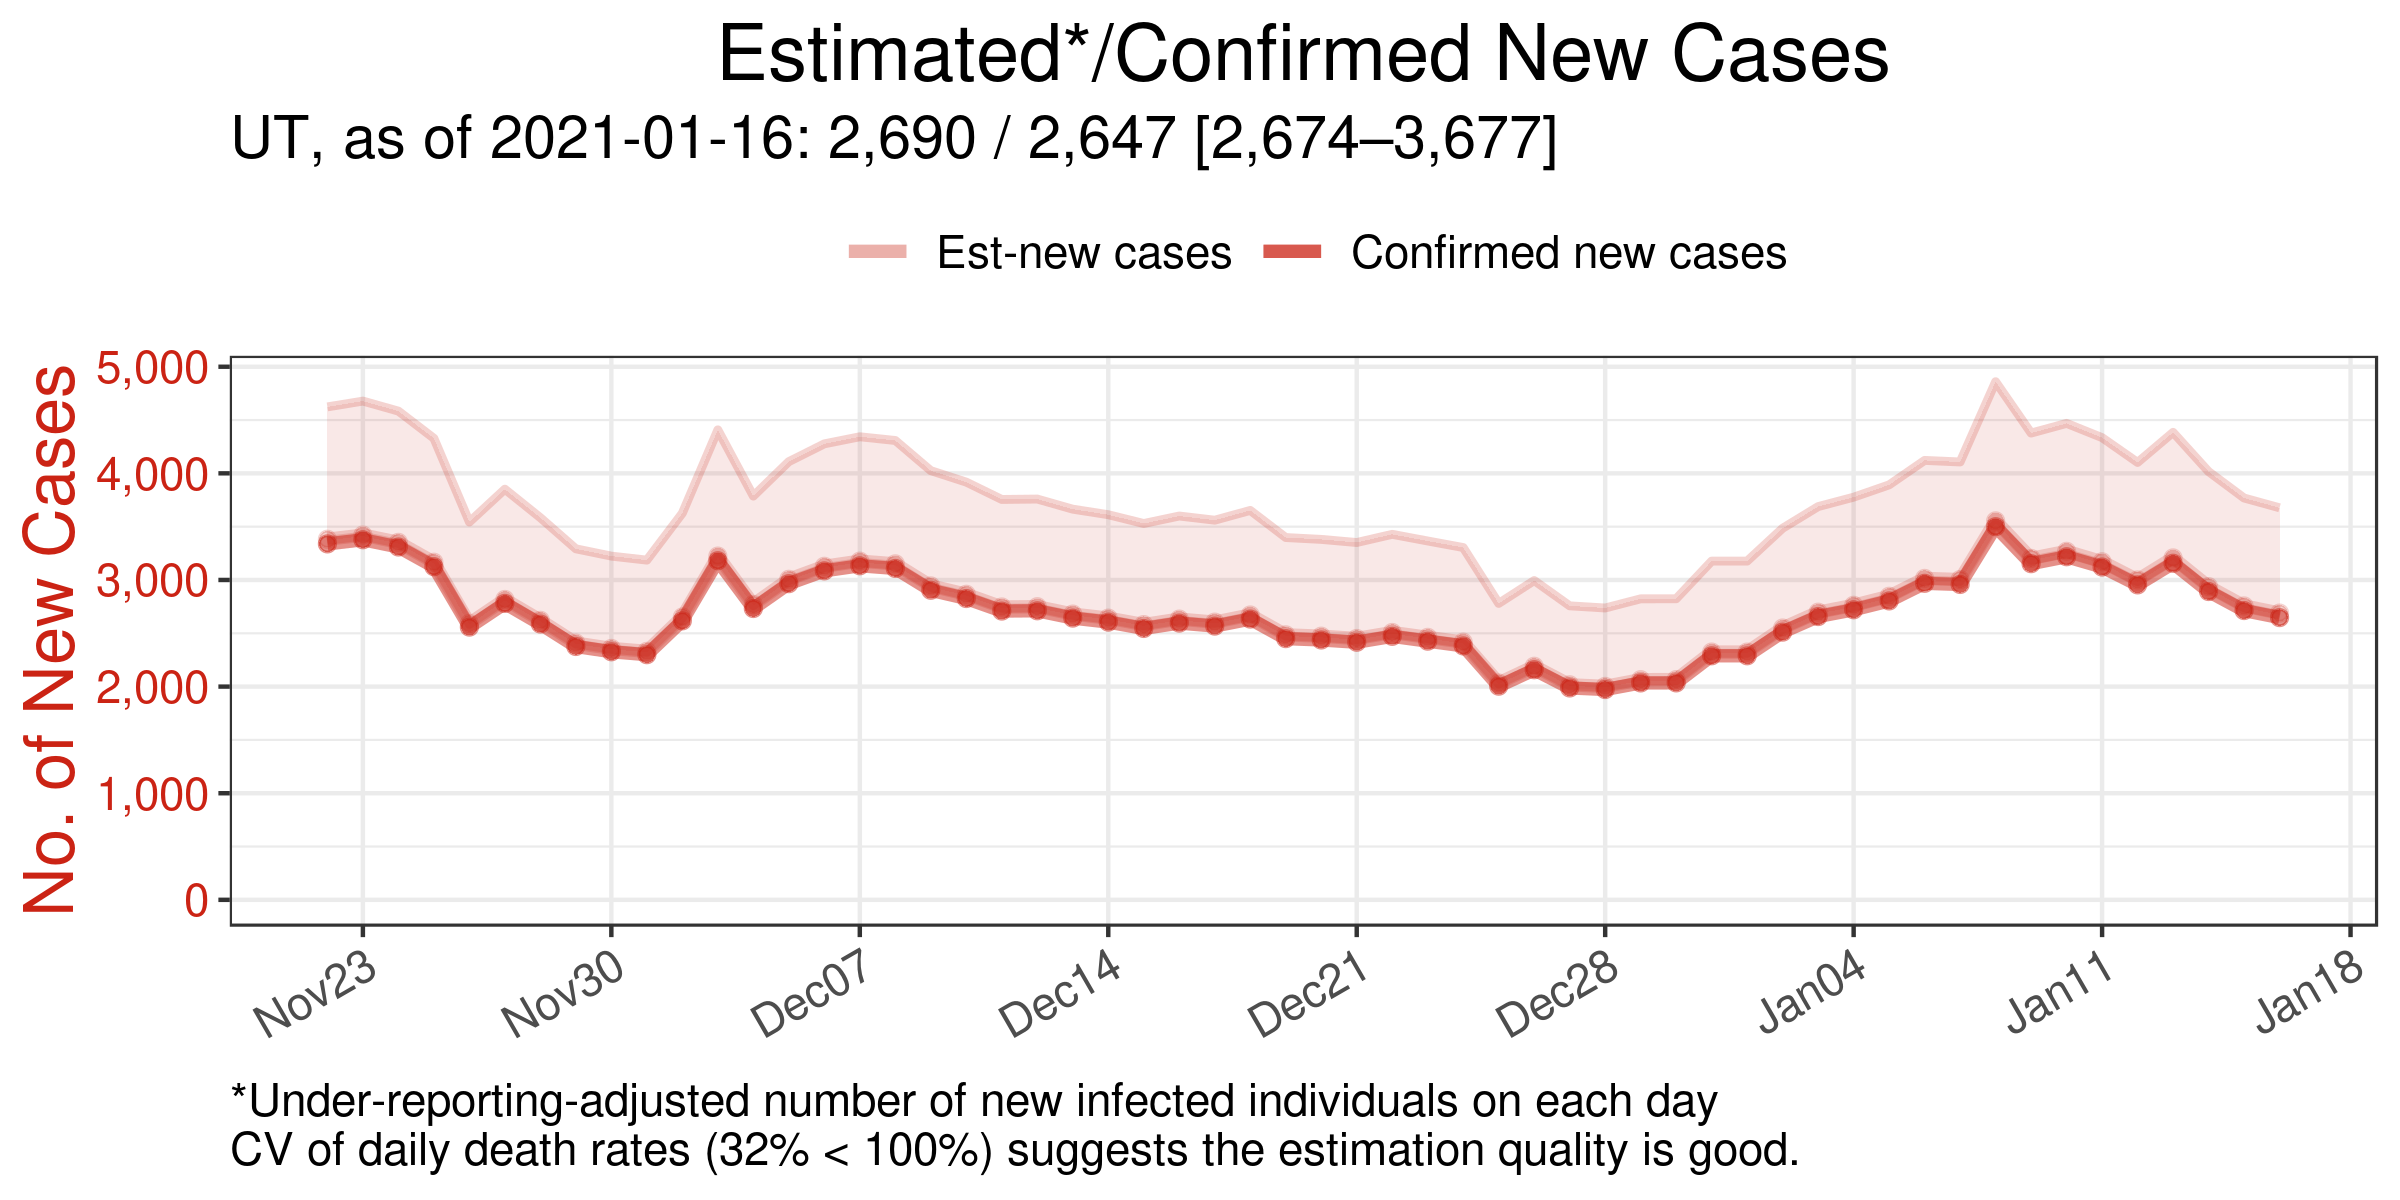 Estimated*/Confirmed New Cases
UT, as of 2021-01-16: 2,690 / 2,647 [2,674–3,677]
Est-new cases
Confirmed new cases
No. of New Cases
5,000
4,000
3,000
2,000
1,000
0
Nov23
Nov30
Dec07
Dec14
Dec21
Dec28
Jan04
Jan11
Jan18
*Under-reporting-adjusted number of new infected individuals on each day
CV of daily death rates (32% < 100%) suggests the estimation quality is good.